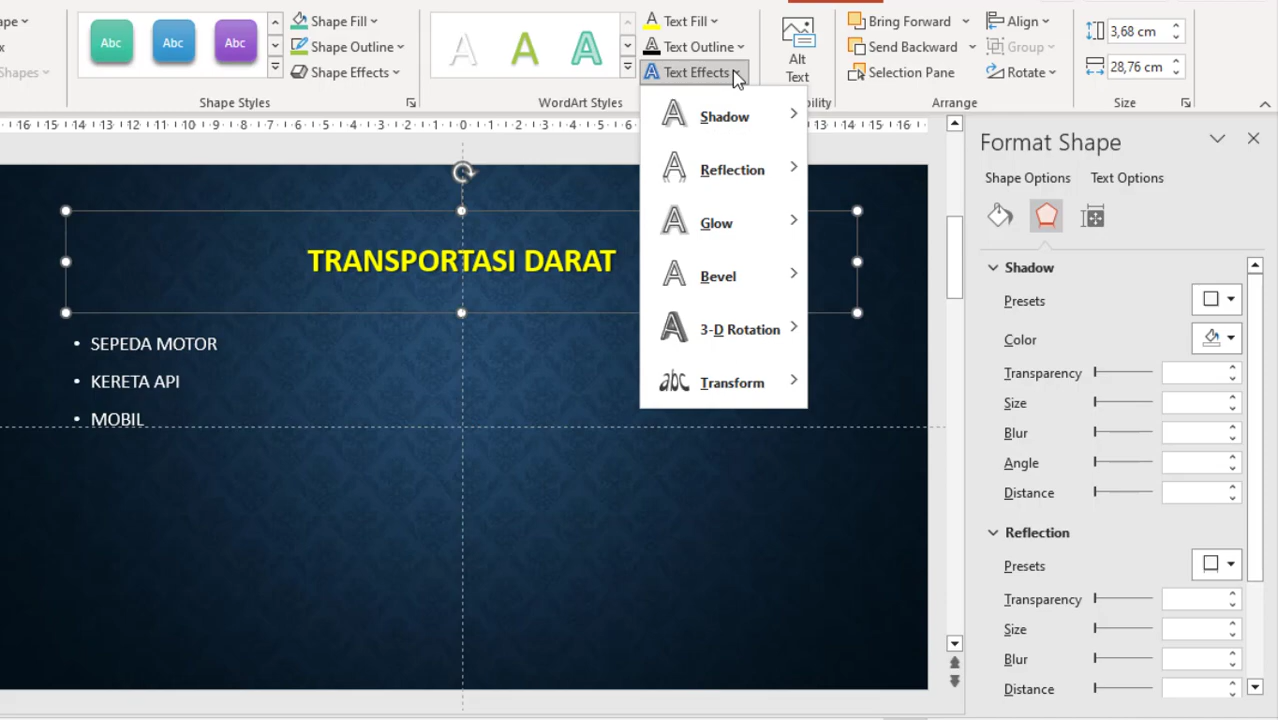 ape
Shapes
Abc Abc Abc
Shape Fill
Shape Outline
Shape Effects
Shape Styles
A A A
Text Fill
Text Outline
Text Effects
WordArt Styles
Alt
Text
Bring Forward
Send Backward
Selection Pane
Align
Group
Rotate
Arrange
3,68 cm
28,76 cm
Size
16 15 14 13 12 11 10 9 8 7 6 5 4 3 2 1 0 1 2 3 4 5 6 13 14 15 16
Shadow
Reflection
Glow
Bevel
3-D Rotation
abc Transform
TRANSPORTASI DARAT
• SEPEDA MOTOR
• KERETA API
• MOBIL
Format Shape
Shape Options Text Options
Shadow
Presets
Color
Transparency
Size
Blur
Angle
Distance
Reflection
Presets
Transparency
Size
Blur
Distance